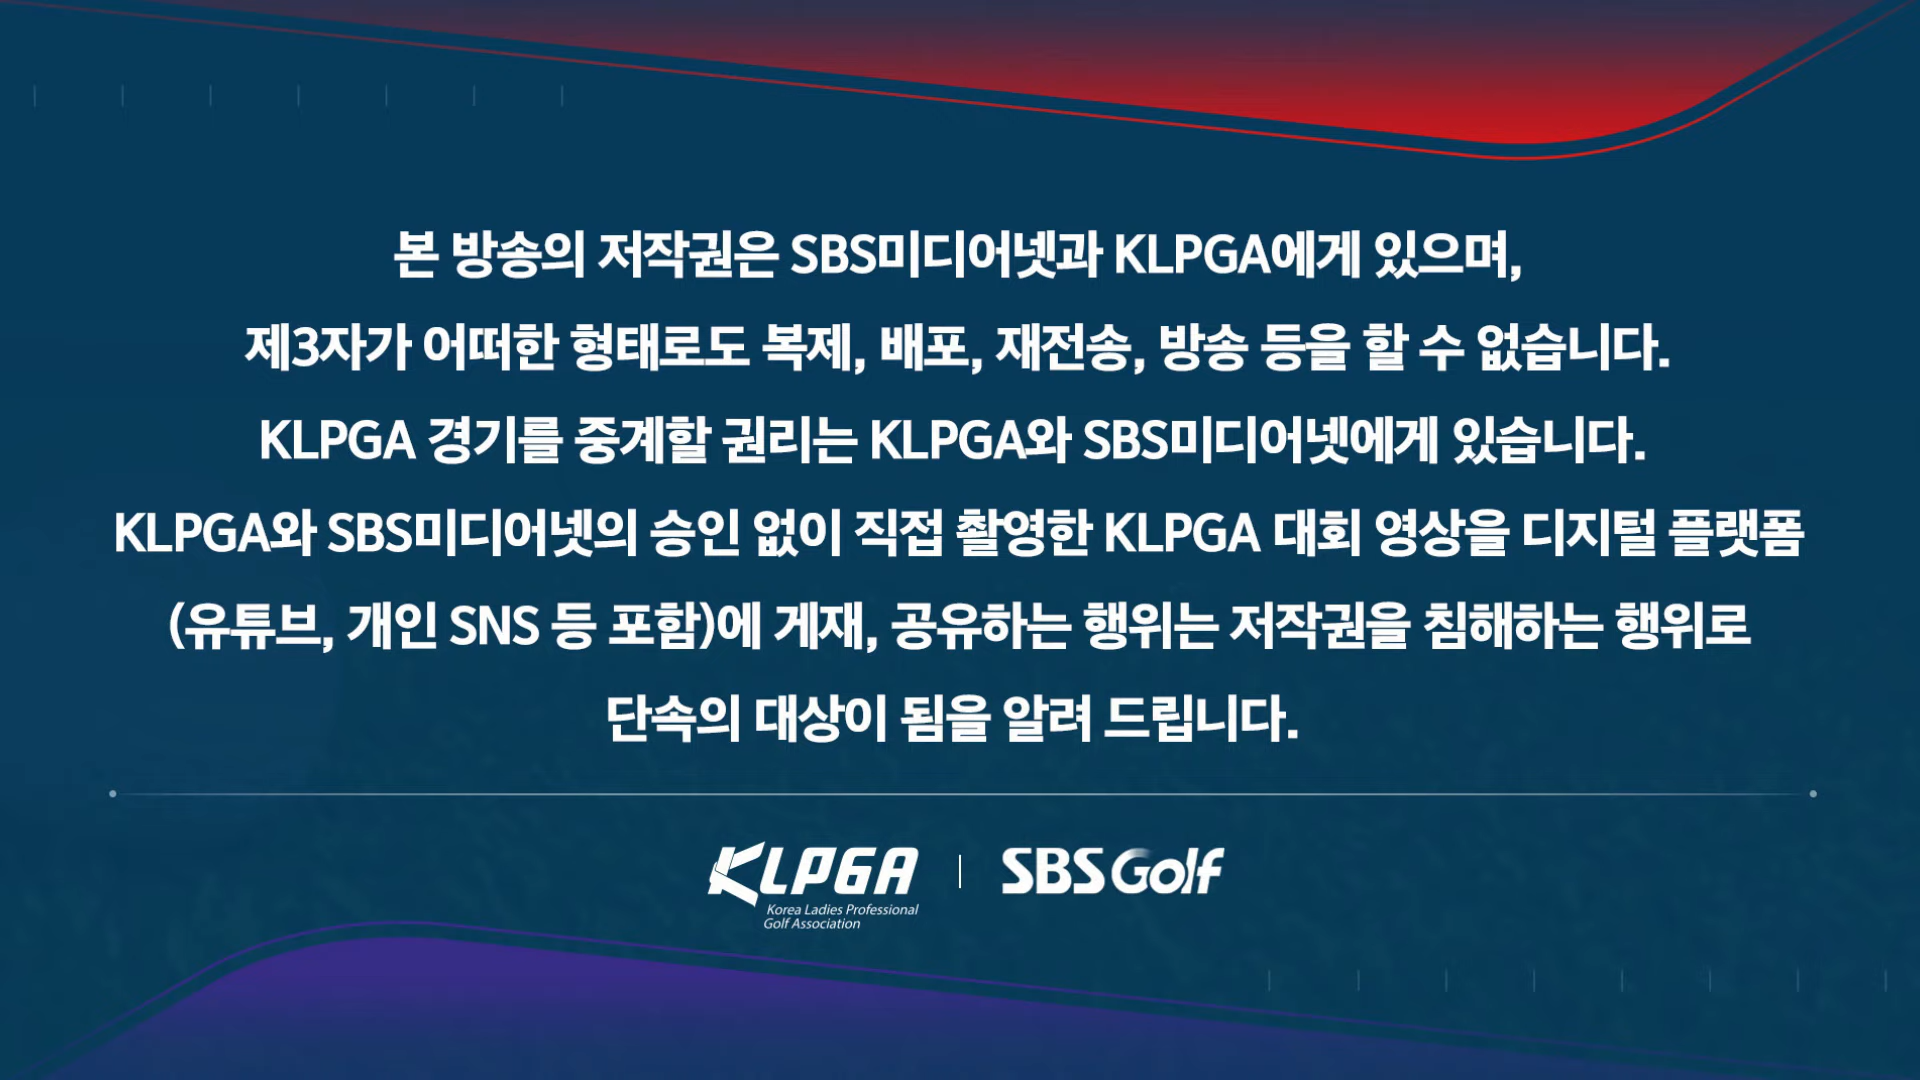 본 방송의 저작권은 SBS미디어넷과 KLPGA에게 있으며,
제3자가 어떠한 형태로도 복제, 배포, 재전송, 방송 등을 할 수 없습니다.
KLPGA 경기를 중계할 권리는 KLPGA와 SBS미디어넷에게 있습니다.
KLPGA와 SBS미디어넷의 승인 없이 직접 촬영한 KLPGA 대회 영상을 디지털 플랫폼
(유튜브, 개인 SNS 등 포함)에 게재, 공유하는 행위는 저작권을 침해하는 행위로
단속의 대상이 됨을 알려 드립니다.
KLPGA | SBS Golf
Korea Ladies Professional
Golf Association